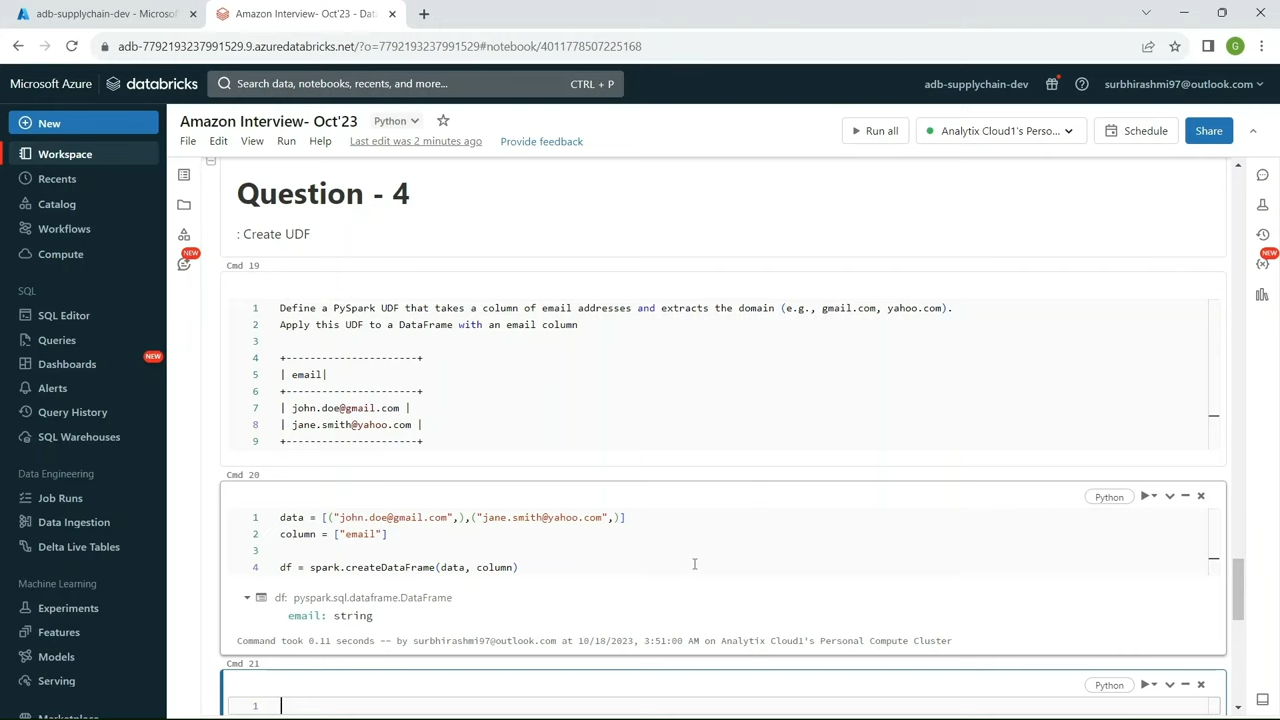 adb-supplychain-dev - Microsof
Amazon Interview- Oct'23 - Data
adb-7792193237991529.9.azuredatabricks.net/?o=7792193237991529#notebook/4011778507225168
G
Microsoft Azure
databricks
Search data, notebooks, recents, and more...
CTRL + P
adb-supplychain-dev
surbhirashmi97@outlook.com
New
Workspace
Recents
Catalog
Workflows
Compute
SQL
SQL Editor
Queries
Dashboards
NEW
Alerts
Query History
SQL Warehouses
Data Engineering
Job Runs
Data Ingestion
Delta Live Tables
Machine Learning
Experiments
Features
Models
Serving
Marketplace
Amazon Interview- Oct'23
Python
File Edit View Run Help
Last edit was 2 minutes ago
Provide feedback
Run all
Analytix Cloud1's Perso...
Schedule
Share
NEW
NEW
Question - 4
: Create UDF
Cmd 19
1 Define a PySpark UDF that takes a column of email addresses and extracts the domain (e.g., gmail.com, yahoo.com).
2 Apply this UDF to a DataFrame with an email column
3
4 +----------------------+
5 | email|
6 +----------------------+
7 | john.doe@gmail.com |
8 | jane.smith@yahoo.com |
9 +----------------------+
Cmd 20
Python
1 data = [("john.doe@gmail.com",),("jane.smith@yahoo.com",)]
2 column = ["email"]
3
4 df = spark.createDataFrame(data, column)
df: pyspark.sql.dataframe.DataFrame
email: string
Command took 0.11 seconds -- by surbhirashmi97@outlook.com at 10/18/2023, 3:51:00 AM on Analytix Cloud1's Personal Compute Cluster
Cmd 21
Python
1